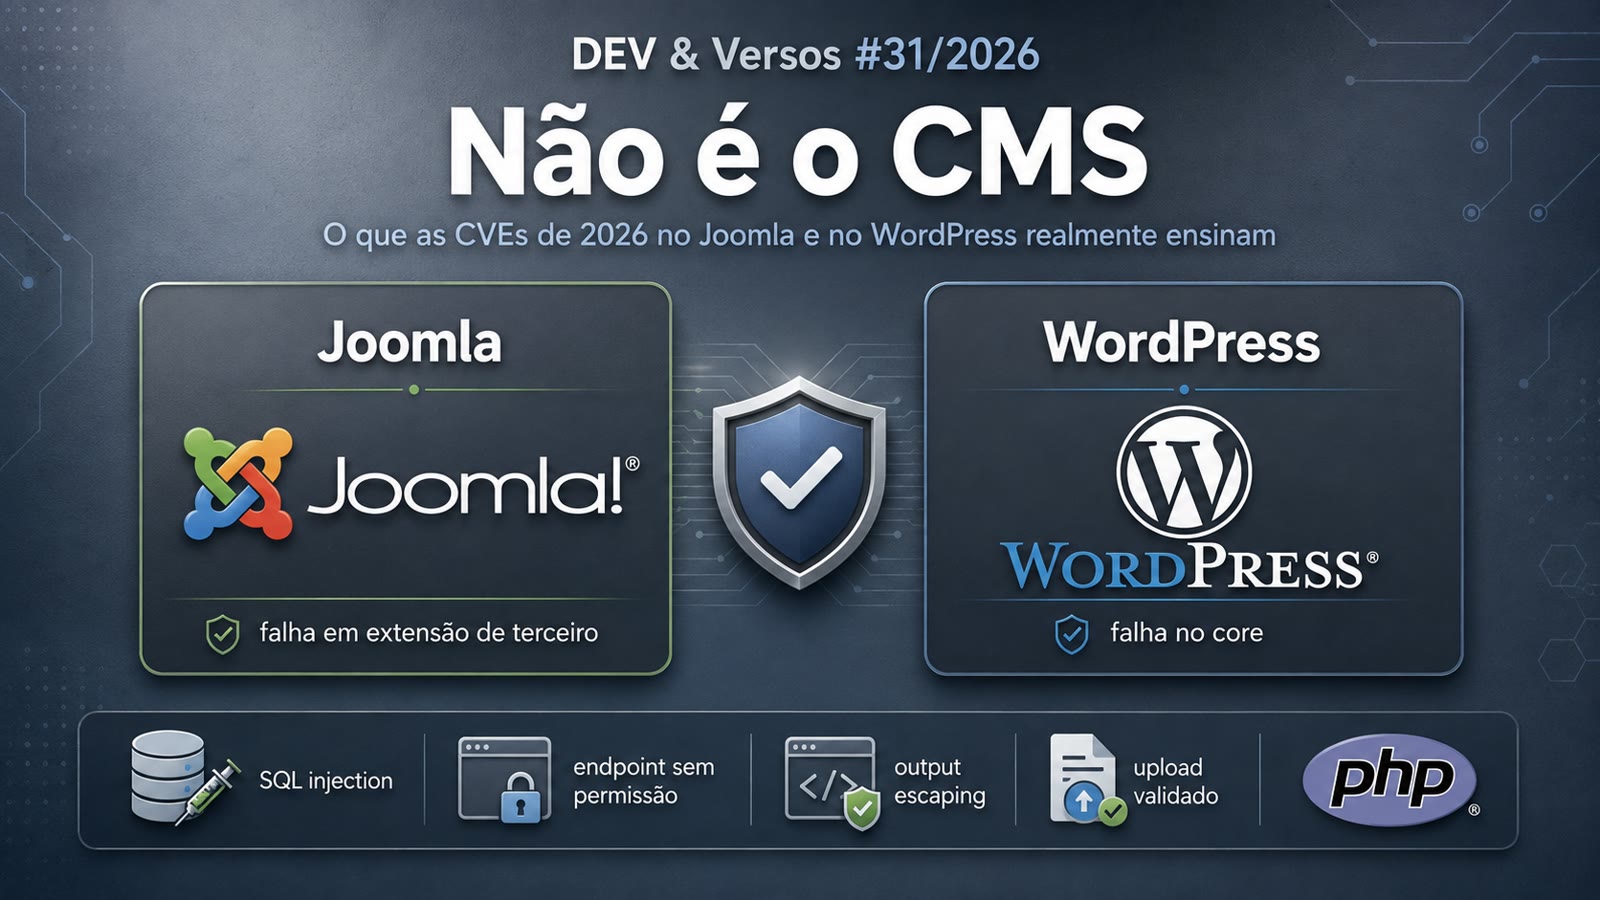 DEV & Versos #31/2026
Não é o CMS
O que as CVEs de 2026 no Joomla e no WordPress realmente ensinam
Joomla
Joomla!®
falha em extensão de terceiro
WordPress
W
WORDPRESS®
falha no core
SQL injection
endpoint sem
permissão
</>
output
escaping
upload
validado
php®